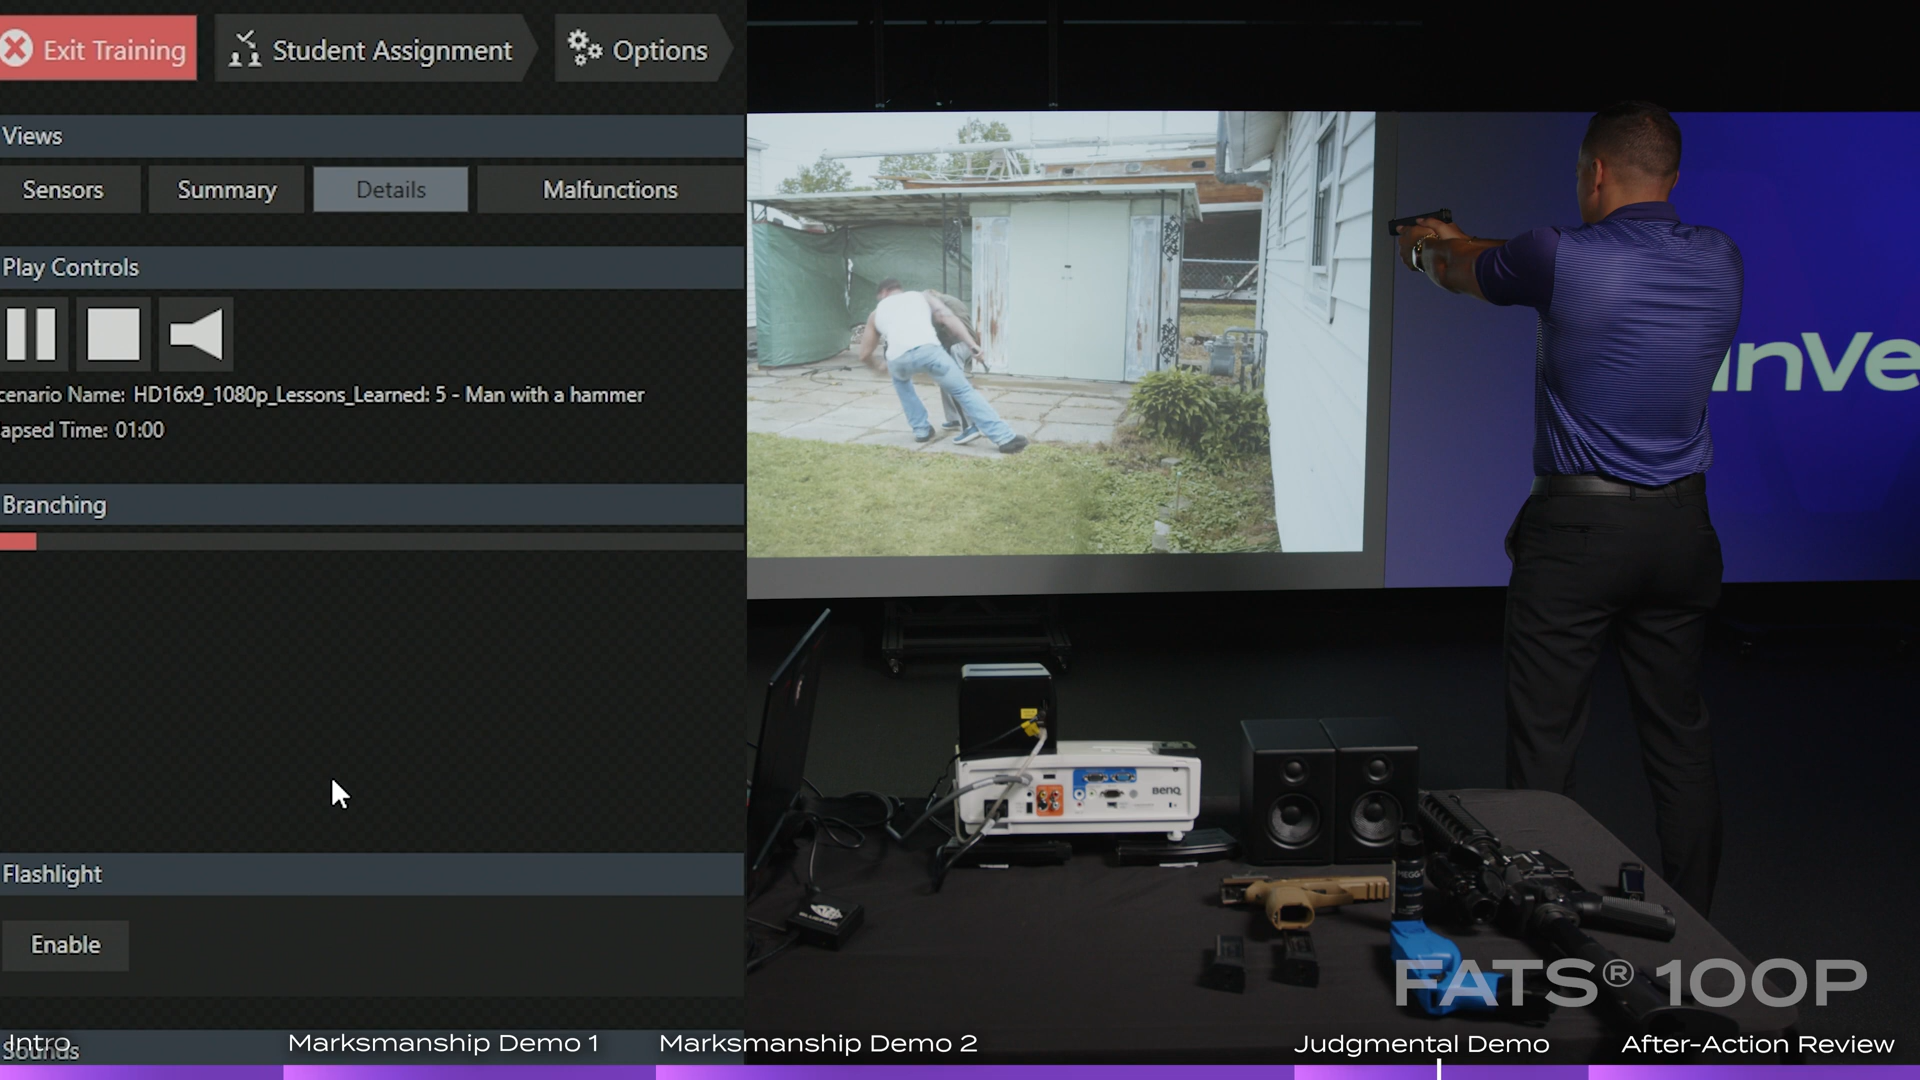 Exit Training
Student Assignment
Options
Views
Sensors
Summary
Details
Malfunctions
Play Controls
cenario Name: HD16x9_1080p_Lessons_Learned: 5 - Man with a hammer
apsed Time: 01:00
Branching
Flashlight
Enable
Sounds
inVe
BenQ
FATS® 100P
Intro
Marksmanship Demo 1
Marksmanship Demo 2
Judgmental Demo
After-Action Review